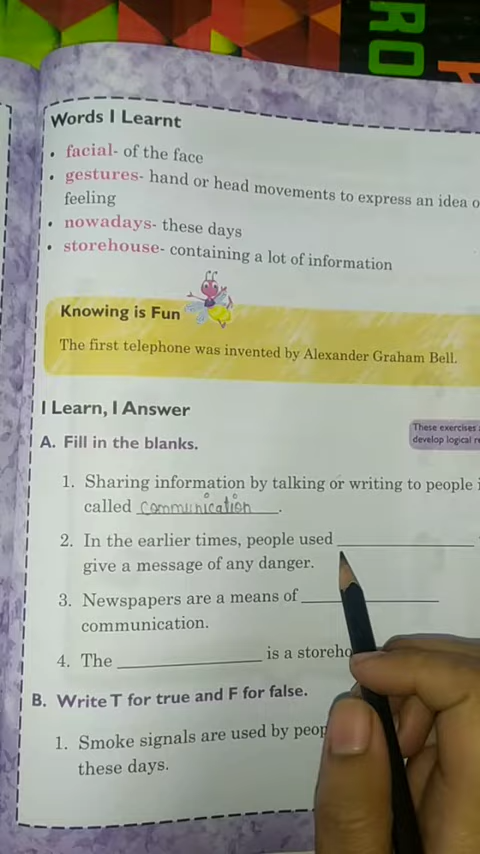 RO
Words I Learnt
• facial- of the face
• gestures- hand or head movements to express an idea o
feeling
• nowadays- these days
• storehouse- containing a lot of information
Knowing is Fun
The first telephone was invented by Alexander Graham Bell.
I Learn, I Answer
These exercises
develop logical
A. Fill in the blanks.
1. Sharing information by talking or writing to people
called communication.
2. In the earlier times, people used ____________
give a message of any danger.
3. Newspapers are a means of ____________
communication.
4. The ____________ is a storeho
B. Write T for true and F for false.
1. Smoke signals are used by peop
these days.